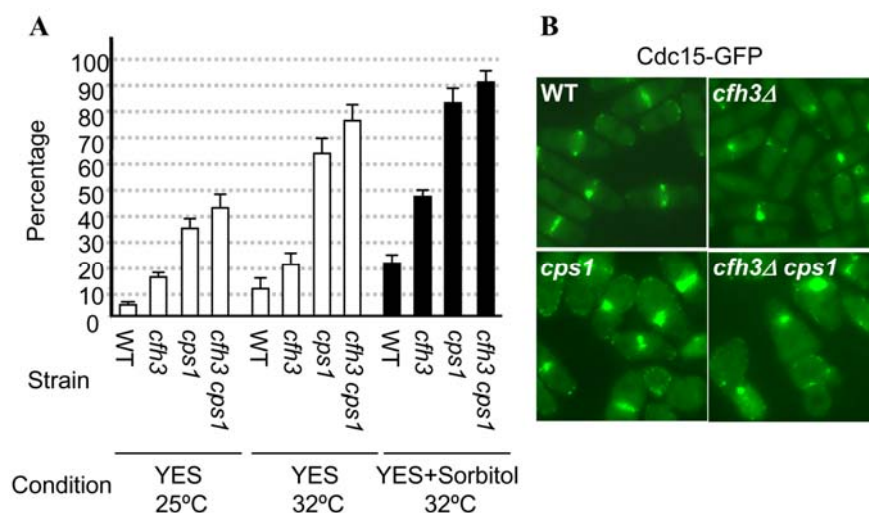 A
B
Cdc15-GFP
Percentage
100
90
80
70
60
50
40
30
20
10
0
WT
cfh3
cps1
cfh3 cps1
WT
cfh3
cps1
cfh3 cps1
WT
cfh3
cps1
cfh3 cps1
Strain
Condition
YES
25ºC
YES
32ºC
YES+Sorbitol
32ºC
WT
cfh3Δ
cps1
cfh3Δ cps1